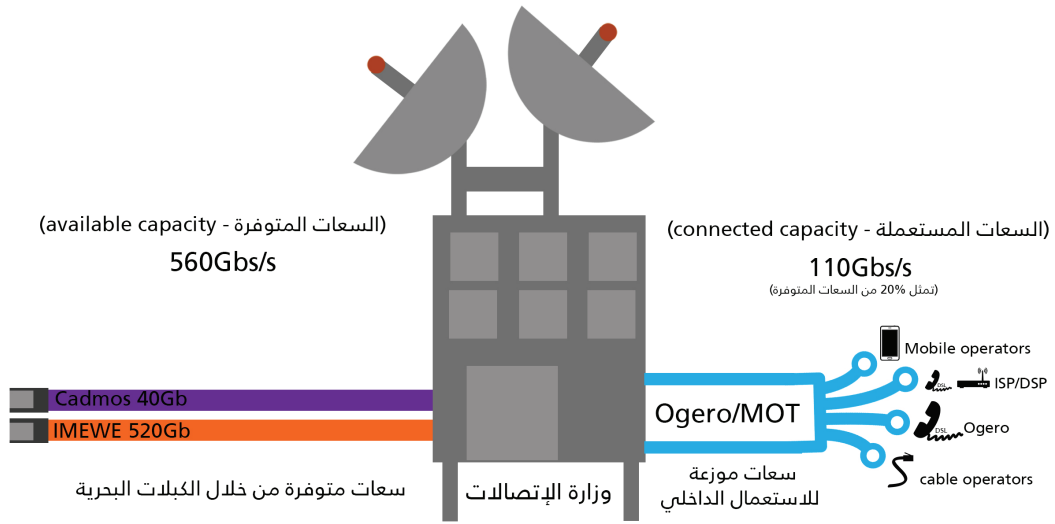 (available capacity - السعات المتوفرة)
560Gbs/s
(connected capacity - السعات المستعملة)
110Gbs/s
(تمثل 20% من السعات المتوفرة)
Cadmos 40Gb
IMEWE 520Gb
سعات متوفرة من خلال الكبلات البحرية
وزارة الإتصالات
Ogero/MOT
سعات موزعة
للاستعمال الداخلي
Mobile operators
DSL
ISP/DSP
DSL
Ogero
cable operators